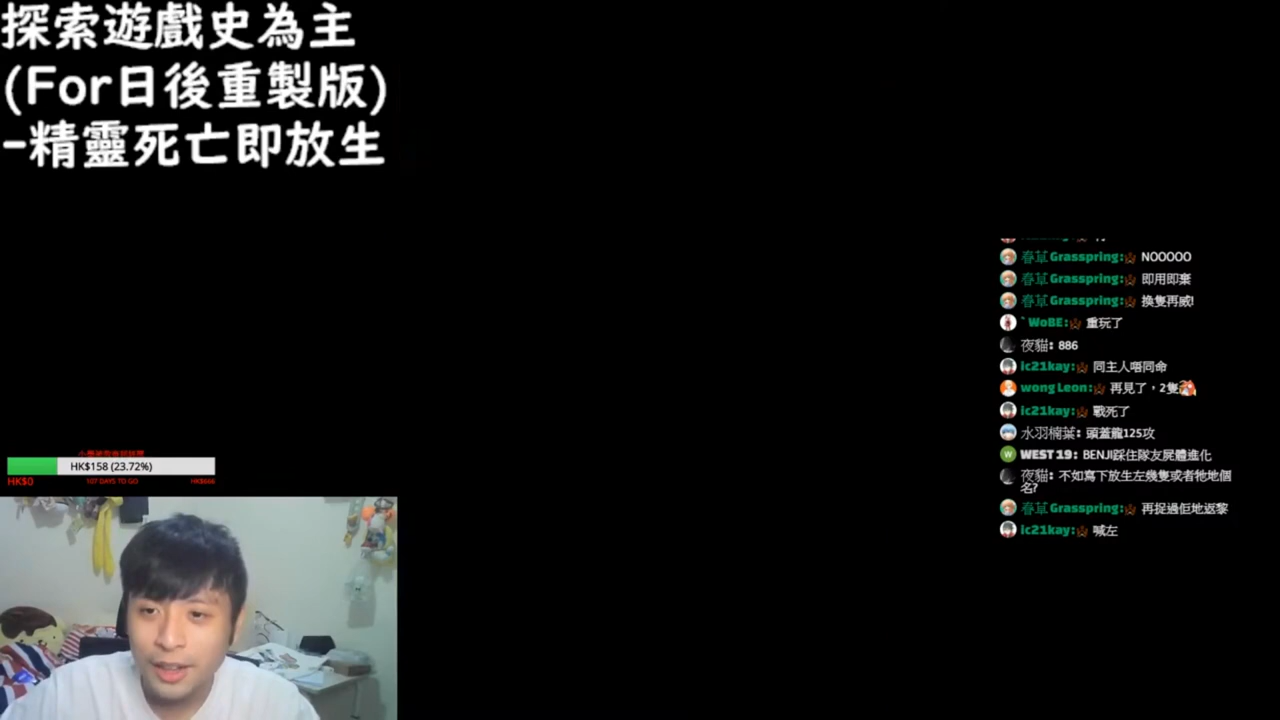 探索遊戲史為主
(For日後重製版)
-精靈死亡即放生
春草Grasspring: NOOOOO
春草Grasspring: 即用即棄
春草Grasspring: 換隻再威!
`WoBE: 重玩了
夜貓: 886
ic21kay: 同主人唔同命
wong Leon: 再見了，2隻
ic21kay: 戰死了
水羽楠葉: 頭蓋龍125攻
WEST 19: BENJI踩住隊友屍體進化
夜貓: 不如寫下放生左幾隻或者牠地個
名?
春草Grasspring: 再捉過佢地返黎
ic21kay: 喊左
HK$158 (23.72%)
HK$0 107 DAYS TO GO HK$666